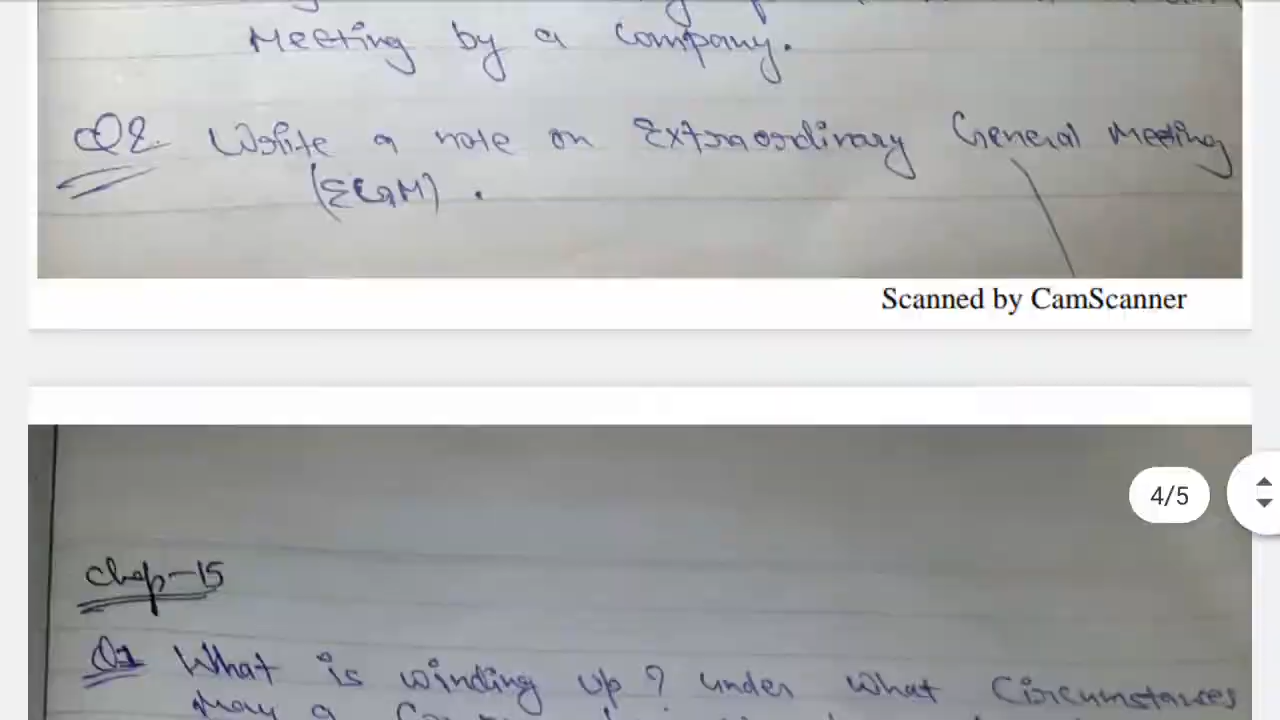 Meeting by a Company.
Q2. Write a note on Extraordinary General Meeting
(EGM).
Scanned by CamScanner
4/5
Chap-15
Q1 What is winding up? under what Circumstances
may a